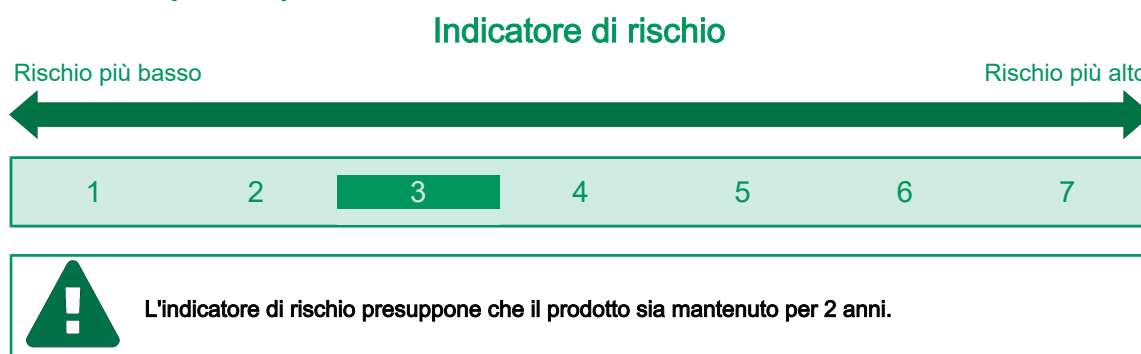 Indicatore di rischio
Rischio più basso
Rischio più alto
1 2 3 4 5 6 7
L'indicatore di rischio presuppone che il prodotto sia mantenuto per 2 anni.